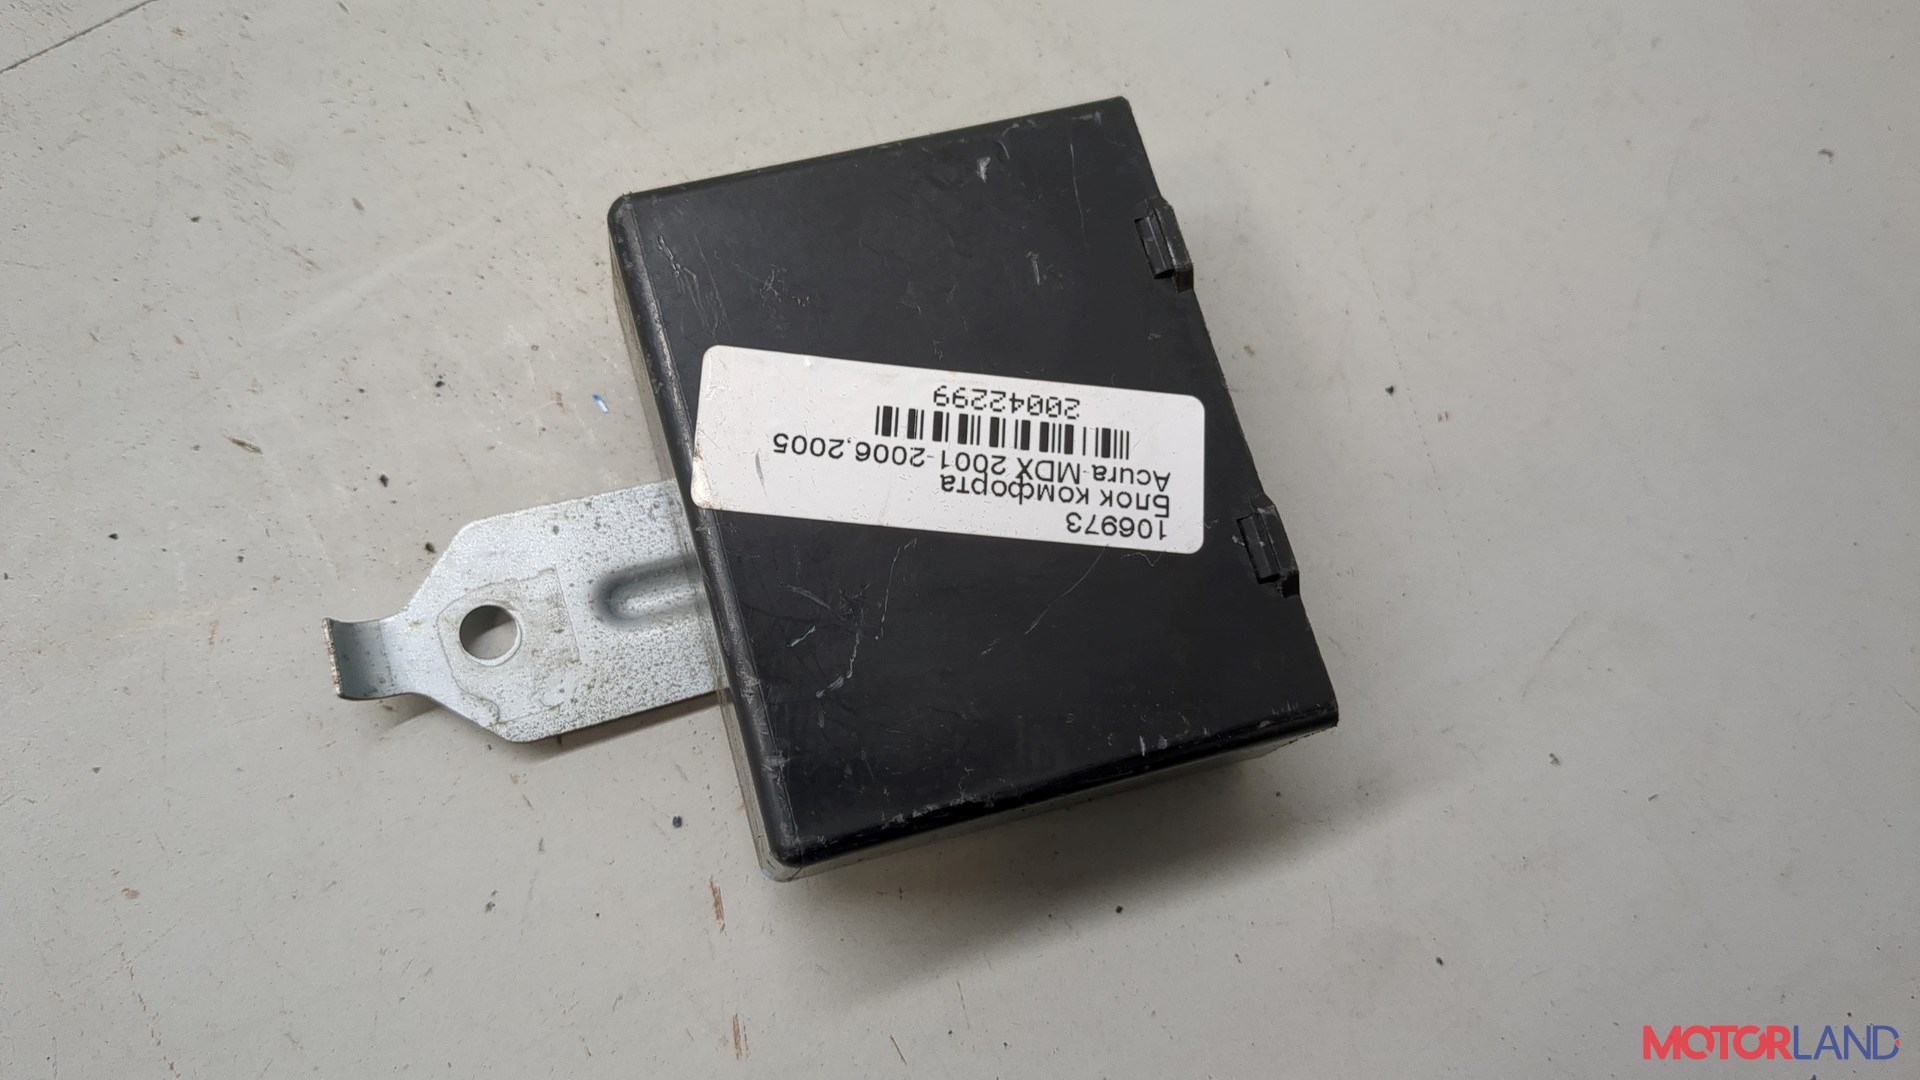 106973
Блок комфорта
Acura MDX 2001-2006,2005
20042299
MOTORLAND